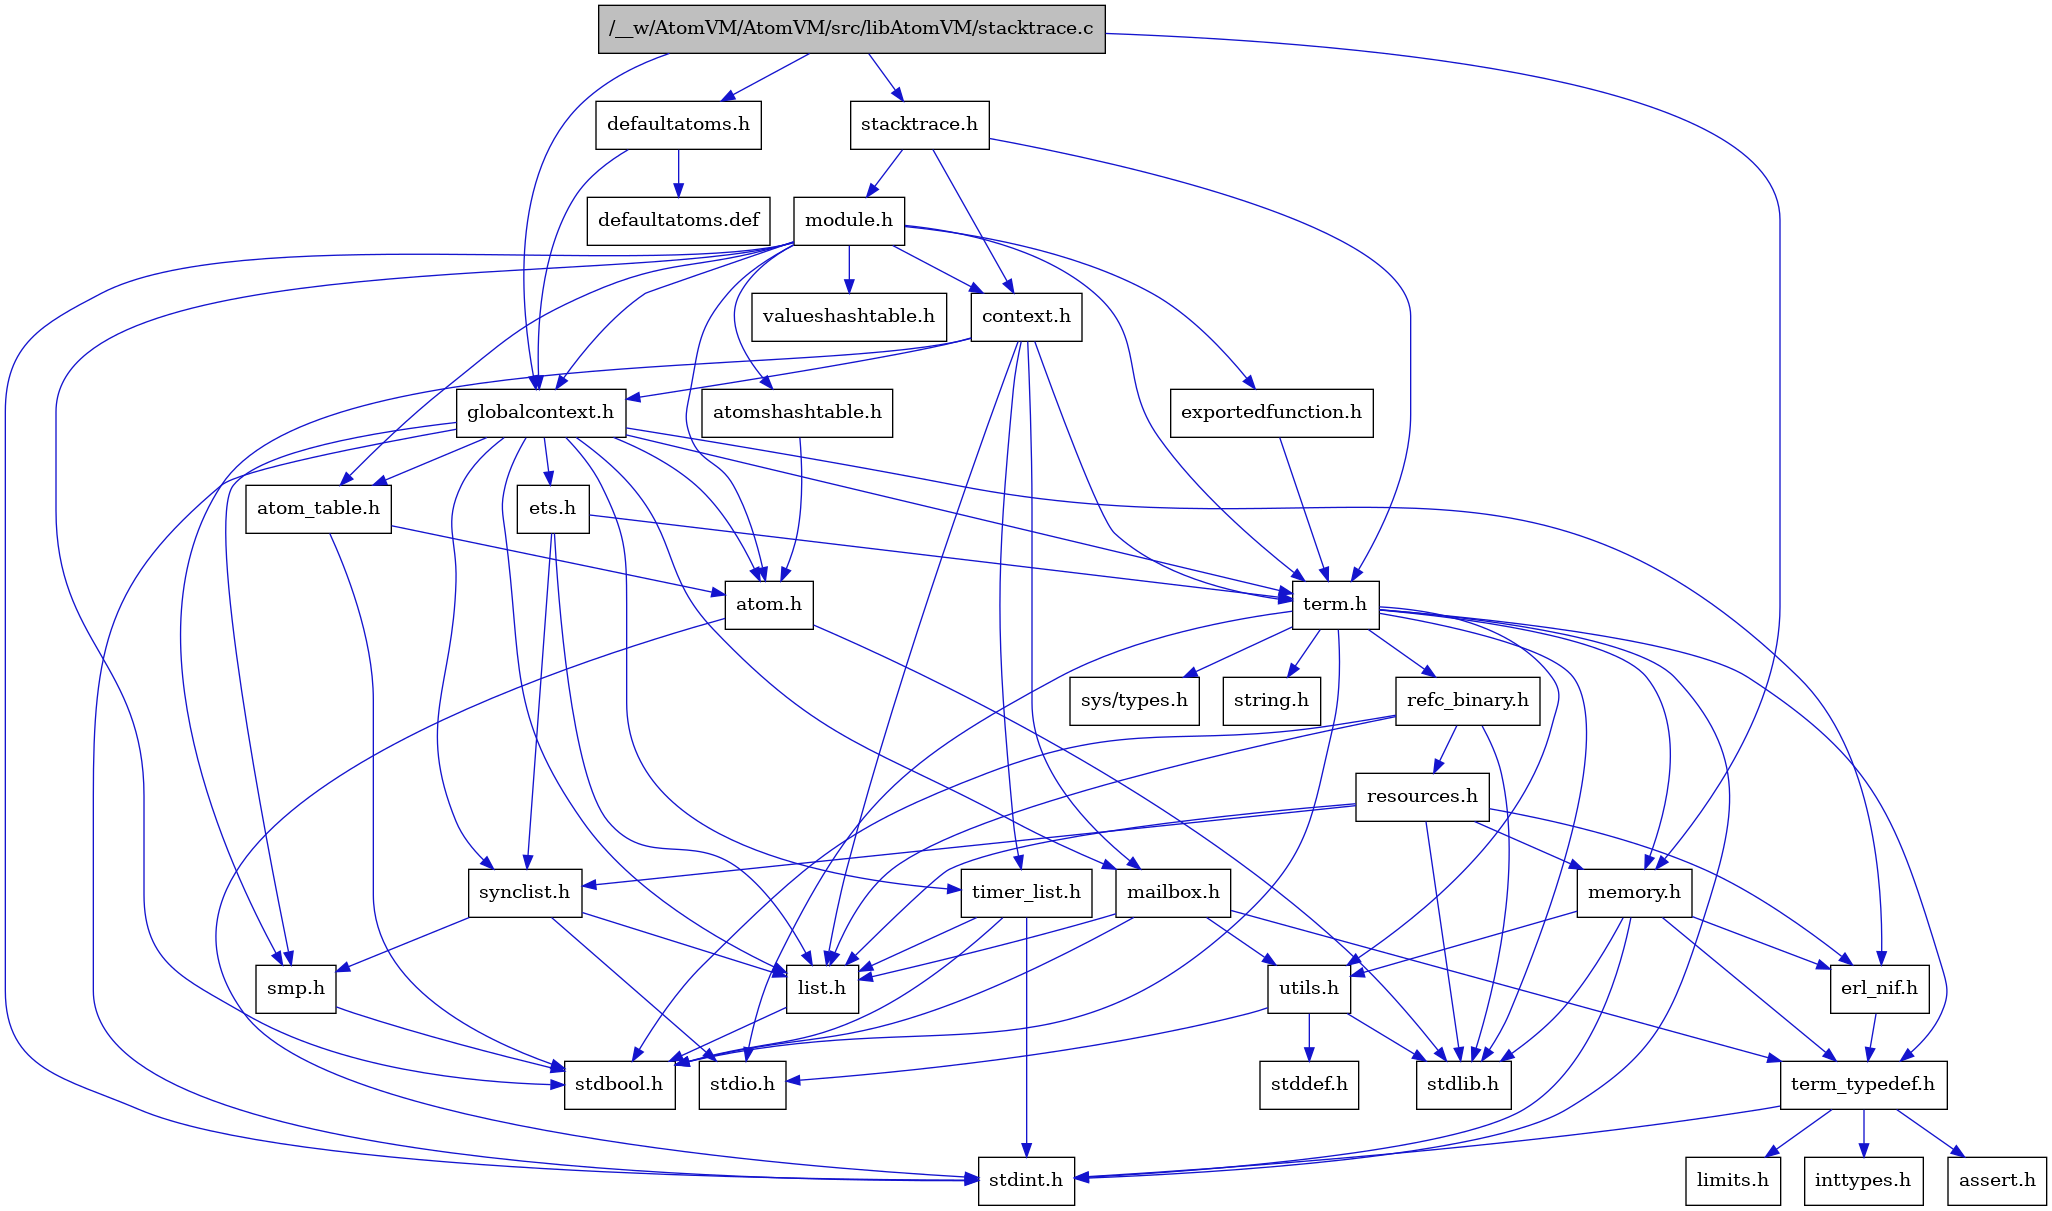 /__w/AtomVM/AtomVM/src/libAtomVM/stacktrace.c
defaultatoms.h
stacktrace.h
defaultatoms.def
module.h
valueshashtable.h
context.h
globalcontext.h
atomshashtable.h
exportedfunction.h
atom_table.h
ets.h
atom.h
term.h
sys/types.h
string.h
refc_binary.h
resources.h
synclist.h
timer_list.h
mailbox.h
memory.h
smp.h
list.h
utils.h
erl_nif.h
stdbool.h
stdio.h
stddef.h
stdlib.h
term_typedef.h
stdint.h
limits.h
inttypes.h
assert.h